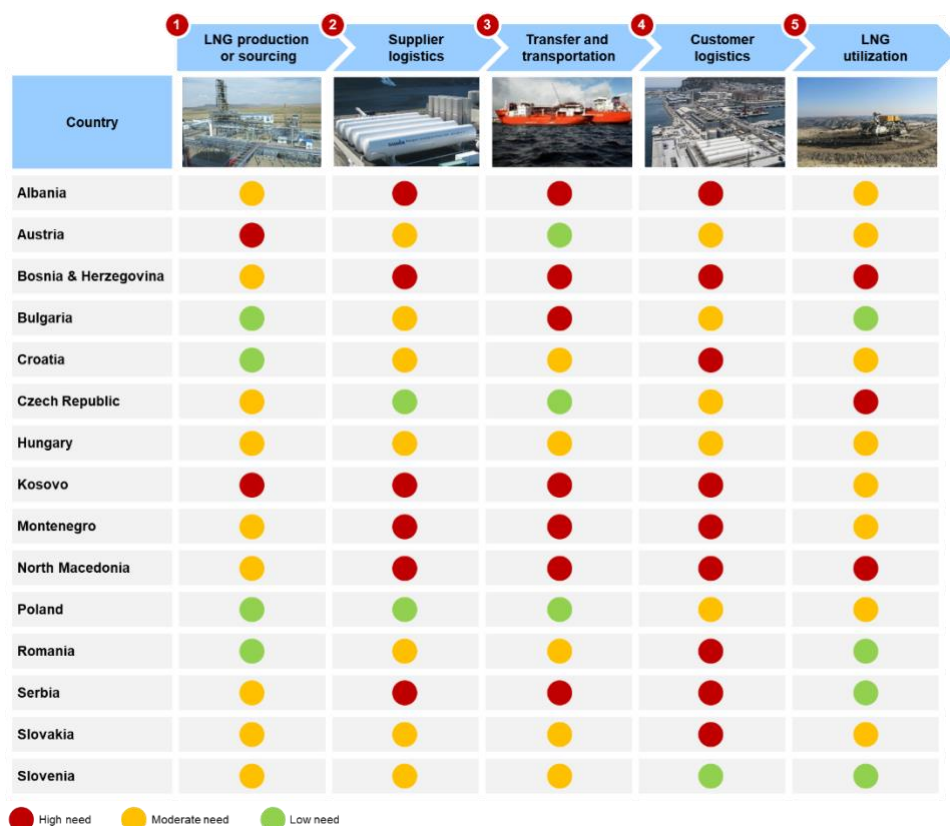 1
LNG production
or sourcing
2
Supplier
logistics
3
Transfer and
transportation
4
Customer
logistics
5
LNG
utilization
Country
Albania
Austria
Bosnia & Herzegovina
Bulgaria
Croatia
Czech Republic
Hungary
Kosovo
Montenegro
North Macedonia
Poland
Romania
Serbia
Slovakia
Slovenia
High need
Moderate need
Low need